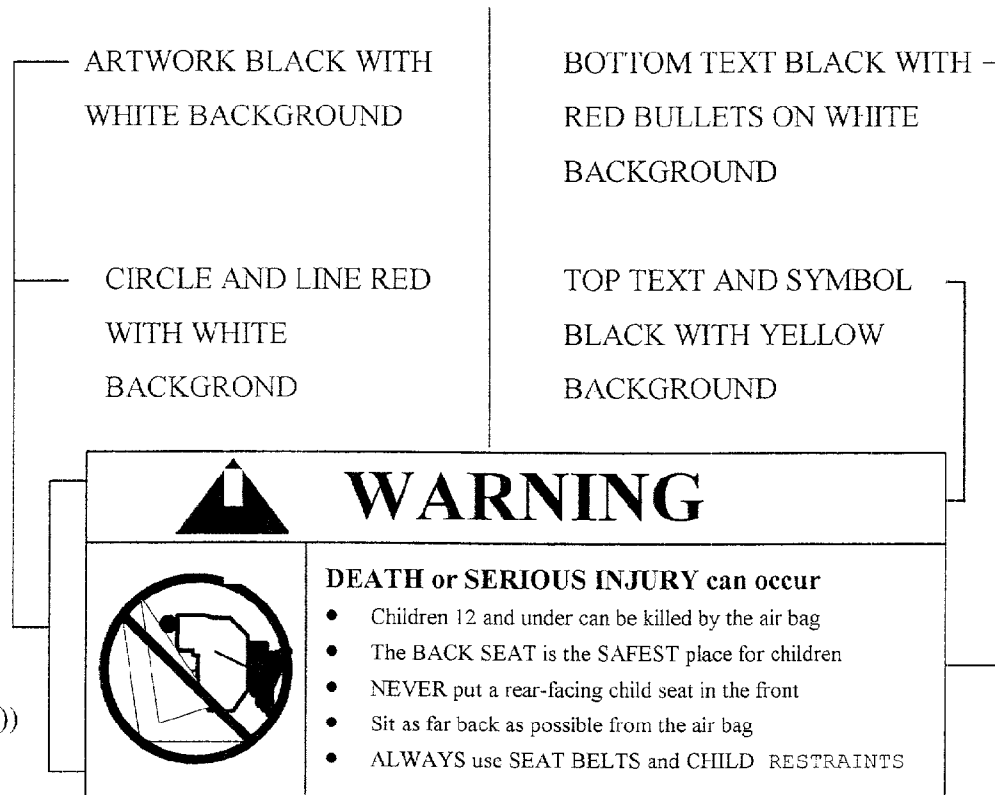 ARTWORK BLACK WITH
WHITE BACKGROUND
BOTTOM TEXT BLACK WITH
RED BULLETS ON WHITE
BACKGROUND
CIRCLE AND LINE RED
WITH WHITE
BACKGROND
TOP TEXT AND SYMBOL
BLACK WITH YELLOW
BACKGROUND
WARNING
DEATH or SERIOUS INJURY can occur
• Children 12 and under can be killed by the air bag
• The BACK SEAT is the SAFEST place for children
• NEVER put a rear-facing child seat in the front
• Sit as far back as possible from the air bag
• ALWAYS use SEAT BELTS and CHILD RESTRAINTS
))